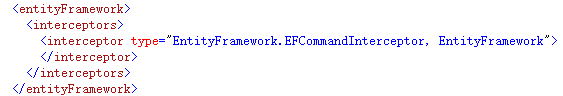 <entityFramework>
<interceptors>
<interceptor type="EntityFramework.EFCommandInterceptor, EntityFramework">
</interceptor>
</interceptors>
</entityFramework>